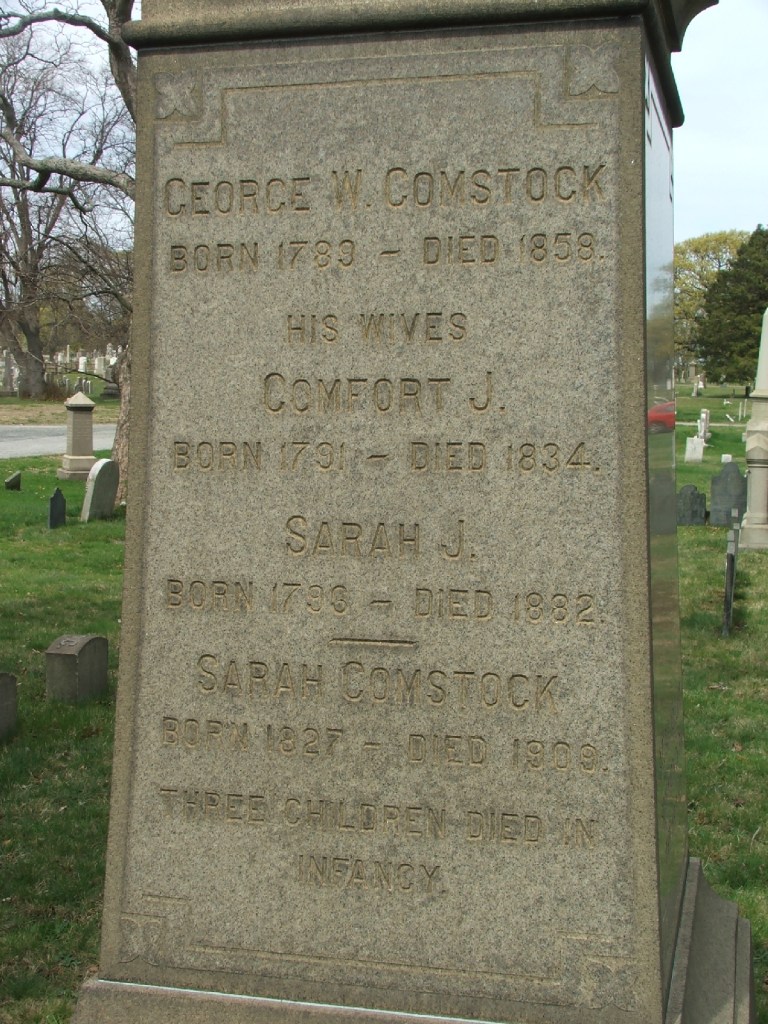 GEORGE W. COMSTOCK
BORN 1789 – DIED 1858.
HIS WIVES
COMFORT J.
BORN 1791 – DIED 1834.
SARAH J.
BORN 1793 – DIED 1882.
SARAH COMSTOCK
BORN 1827 – DIED 1909.
THREE CHILDREN DIED IN
INFANCY.